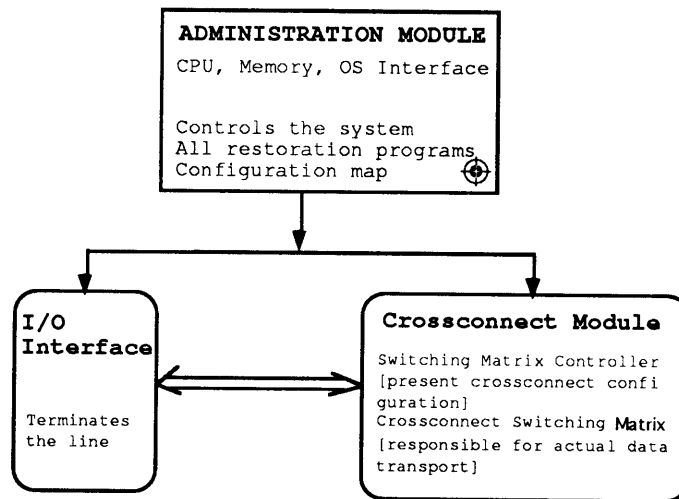 ADMINISTRATION MODULE
CPU, Memory, OS Interface
Controls the system
All restoration programs
Configuration map
I/O
Interface
Terminates
the line
Crossconnect Module
Switching Matrix Controller
[present crossconnect confi
guration]
Crossconnect Switching Matrix
[responsible for actual data
transport]